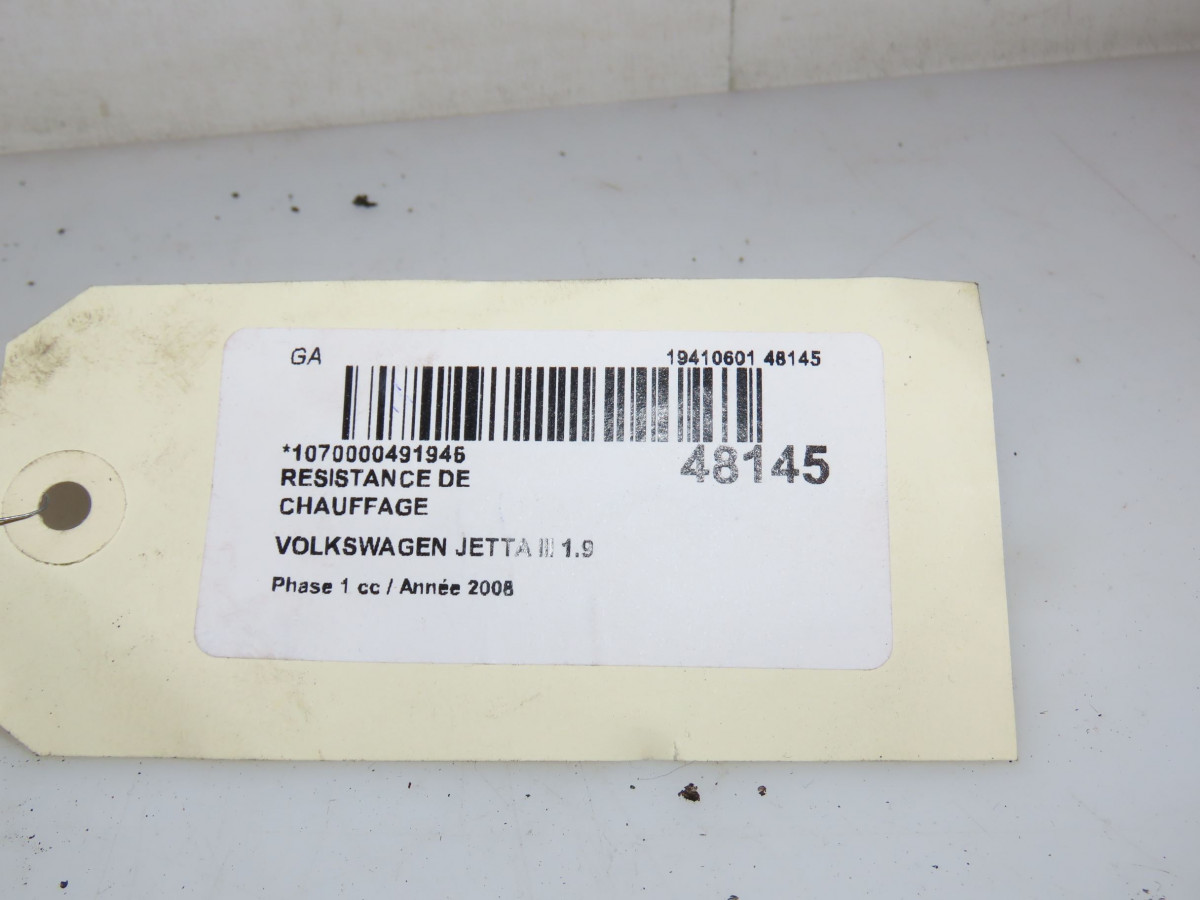 GA 19410601 48145
*1070000491946 48145
RESISTANCE DE
CHAUFFAGE
VOLKSWAGEN JETTA III 1.9
Phase 1 cc / Année 2008